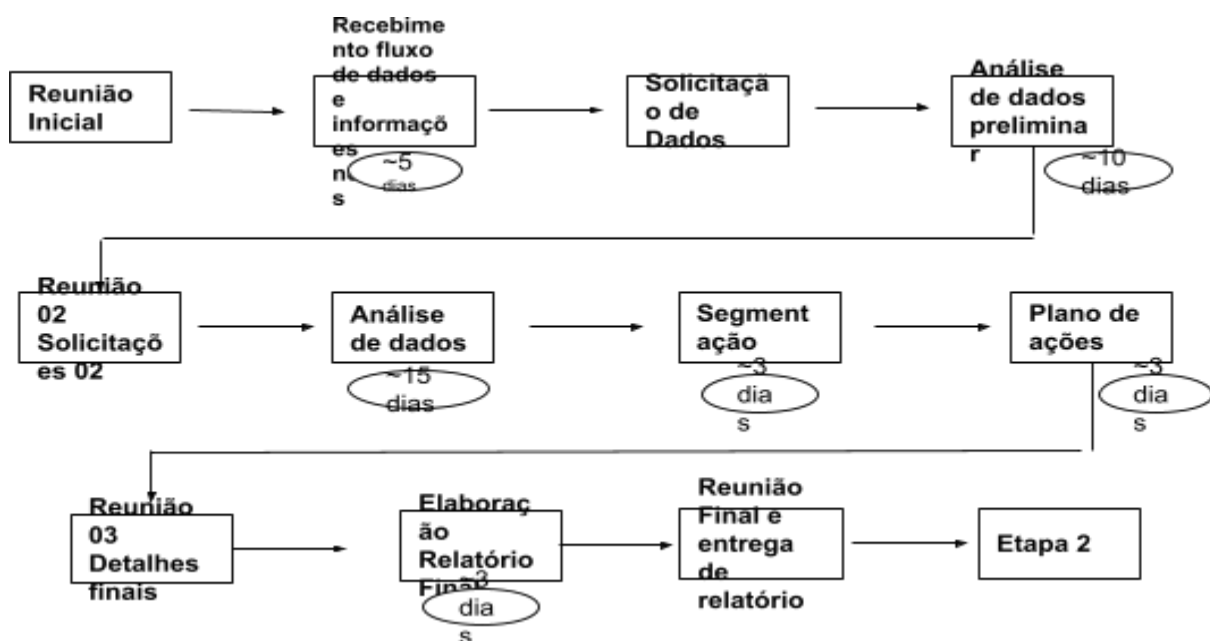 Reunião
Inicial
Recebime
nto fluxo
de dados
e
informaçõ
es
s
~5
dias
Solicitaçã
o de
Dados
Análise
de dados
prelimina
r
~10
dias
Reunião
02
Solicitaçõ
es 02
Análise
de dados
~15
dias
Segment
ação
~3
dia
s
Plano de
ações
~3
dia
s
Reunião
03
Detalhes
finais
Elaboraç
ão
Relatório
Final
~3
dia
s
Reunião
Final e
entrega
de
relatório
Etapa 2